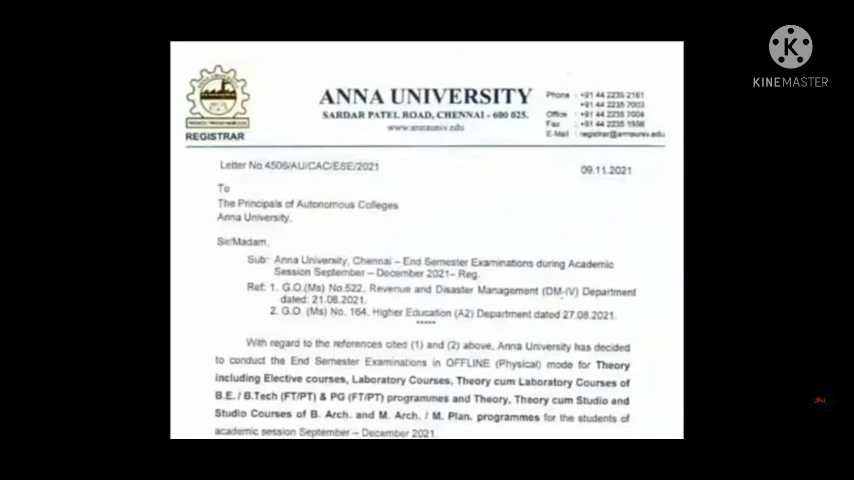 KINEMASTER
ANNA UNIVERSITY
SARDAR PATEL ROAD, CHENNAI - 600 025.
www.annauniv.edu
Phone : +91 44 2235 2161
+91 44 2235 7003
Office : +91 44 2235 7004
Fax : +91 44 2235 1956
E-Mail : registrar@annauniv.edu
REGISTRAR
Letter No.4506/AU/CAC/ESE/2021
09.11.2021
To
The Principals of Autonomous Colleges
Anna University,
Sir/Madam,
Sub: Anna University, Chennai – End Semester Examinations during Academic
Session September – December 2021– Reg.
Ref: 1. G.O.(Ms) No.522, Revenue and Disaster Management (DM-IV) Department
dated: 21.08.2021.
2. G.O. (Ms) No. 164, Higher Education (A2) Department dated 27.08.2021.
*****
With regard to the references cited (1) and (2) above, Anna University has decided
to conduct the End Semester Examinations in OFFLINE (Physical) mode for Theory
including Elective courses, Laboratory Courses, Theory cum Laboratory Courses of
B.E. / B.Tech (FT/PT) & PG (FT/PT) programmes and Theory, Theory cum Studio and
Studio Courses of B. Arch. and M. Arch. / M. Plan. programmes for the students of
academic session September – December 2021.